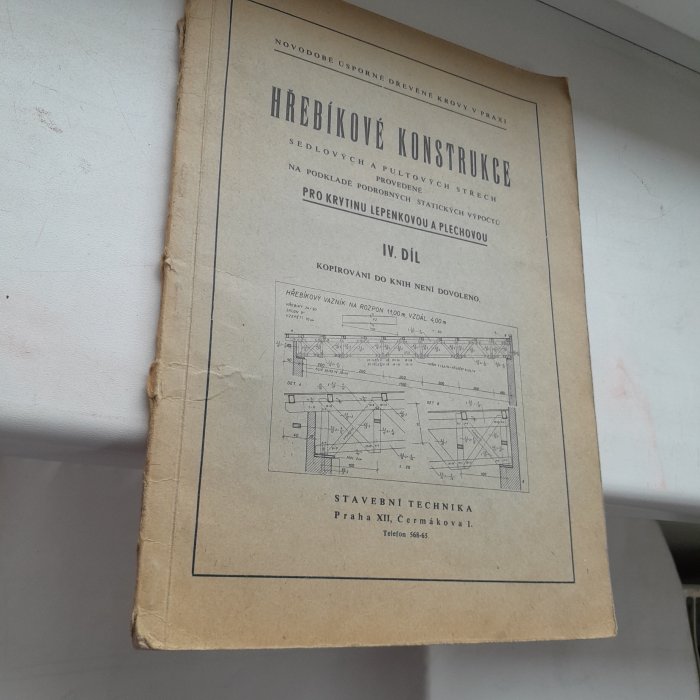 NOVODOBÉ ÚSPORNÉ DŘEVĚNÉ KROVY V PRAXI
HŘEBÍKOVÉ KONSTRUKCE
SEDLOVÝCH A PULTOVÝCH STŘECH
PROVEDENÉ
NA PODKLADĚ PODROBNÝCH STATICKÝCH VÝPOČTŮ
PRO KRYTINU LEPENKOVOU A PLECHOVOU
IV. DÍL
KOPÍROVÁNÍ DO KNIH NENÍ DOVOLENO.
HŘEBÍKOVÝ VAZNÍK NA ROZPON 11,00 m, VZDÁL. 4,00 m
STAVEBNÍ TECHNIKA
Praha XII, Čermákova 1.
Telefon 568-63